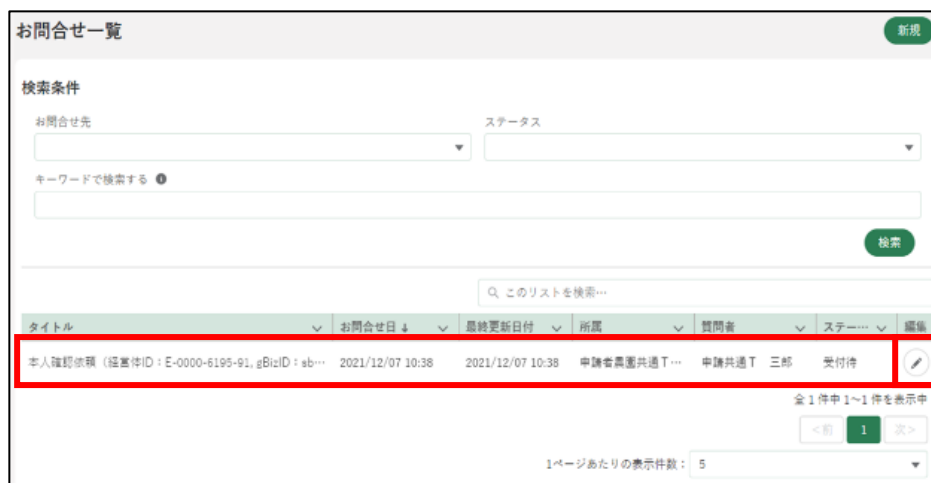 お問合せ一覧
新規
検索条件
お問合せ先 ステータス
キーワードで検索する
検索
このリストを検索…
タイトル お問合せ日↓ 最終更新日付 所属 質問者 ステー… 編集
本人確認依頼（経営体ID：E-0000-6195-91, gBizID：sb… 2021/12/07 10:38 2021/12/07 10:38 申請者農園共通T… 申請共通T 三郎 受付待
全1件中1～1件を表示中
<前 1 次>
1ページあたりの表示件数： 5